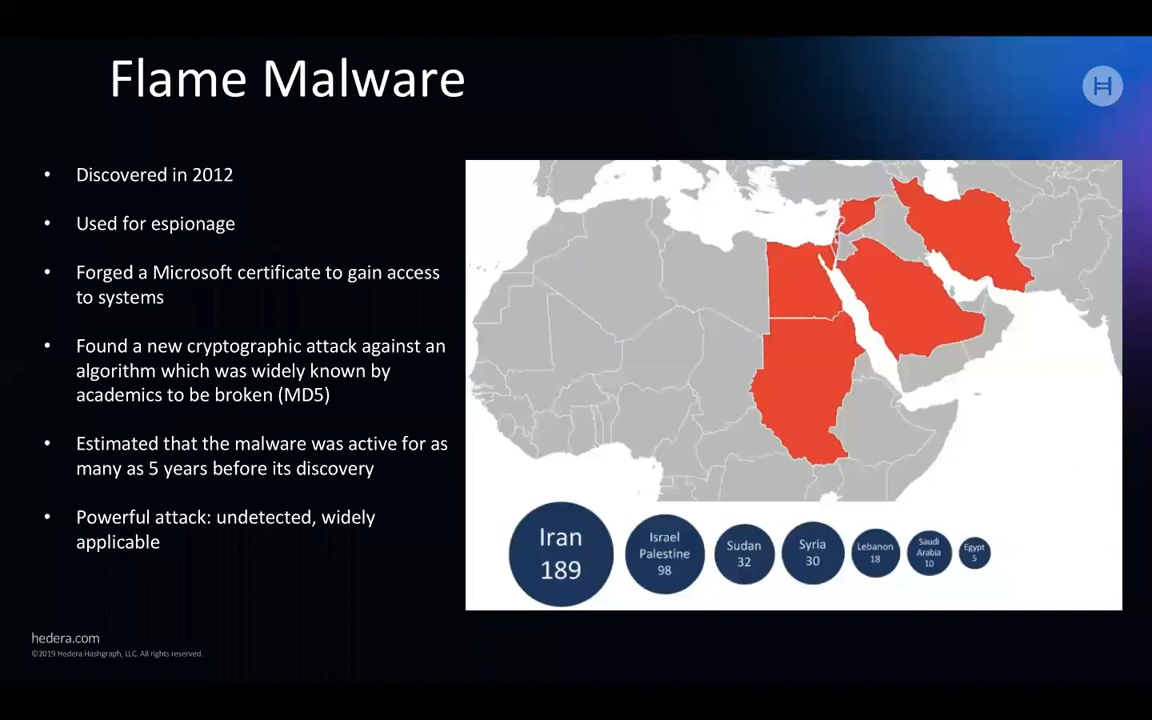 Flame Malware
• Discovered in 2012
• Used for espionage
• Forged a Microsoft certificate to gain access
to systems
• Found a new cryptographic attack against an
algorithm which was widely known by
academics to be broken (MD5)
• Estimated that the malware was active for as
many as 5 years before its discovery
• Powerful attack: undetected, widely
applicable
Iran
189
Israel
Palestine
98
Sudan
32
Syria
30
Lebanon
18
Saudi
Arabia
10
Egypt
5
hedera.com
©2019 Hedera Hashgraph, LLC. All rights reserved.